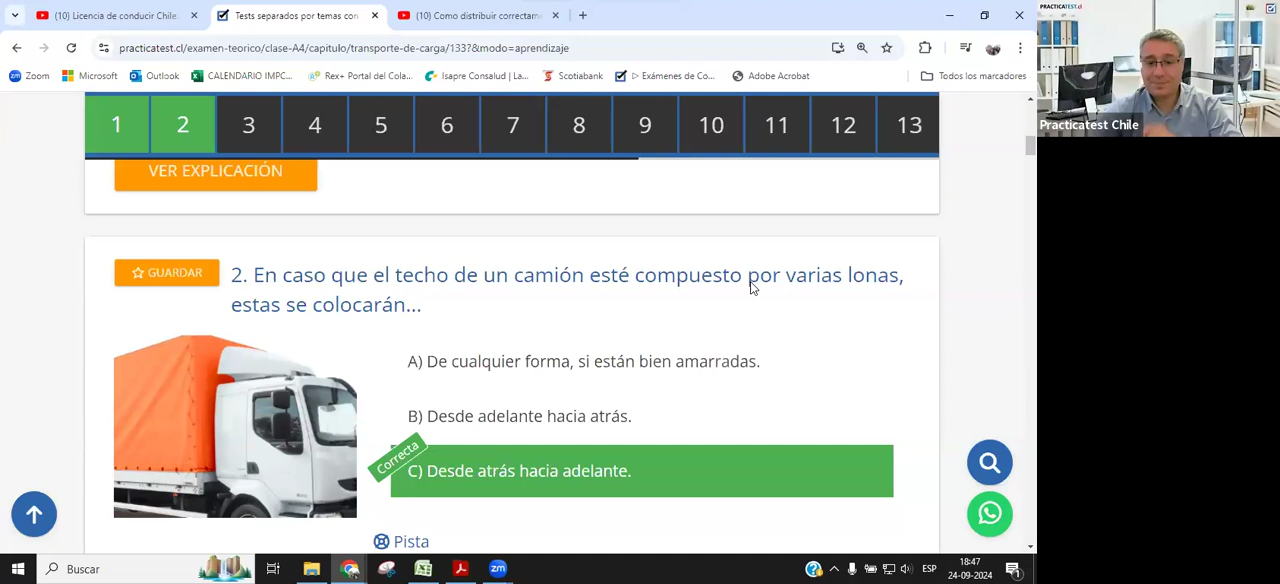 (10) Licencia de conducir Chile:
Tests separados por temas
(10) Como distribuir correctame
practicatest.cl/examen-teorico/clase-A4/capitulo/transporte-de-carga/133?&modo=aprendizaje
Zoom
Microsoft
Outlook
CALENDARIO IMPC...
Rex+ Portal del Cola...
Isapre Consalud | La...
Scotiabank
▷ Exámenes de Co...
Adobe Acrobat
Todos los marcadores
PRACTICATEST.cl
Practicatest Chile
1 2 3 4 5 6 7 8 9 10 11 12 13
VER EXPLICACIÓN
GUARDAR
2. En caso que el techo de un camión esté compuesto por varias lonas,
estas se colocarán...
A) De cualquier forma, si están bien amarradas.
B) Desde adelante hacia atrás.
Correcta
C) Desde atrás hacia adelante.
Pista
Buscar
ESP
18:47
24-09-2024